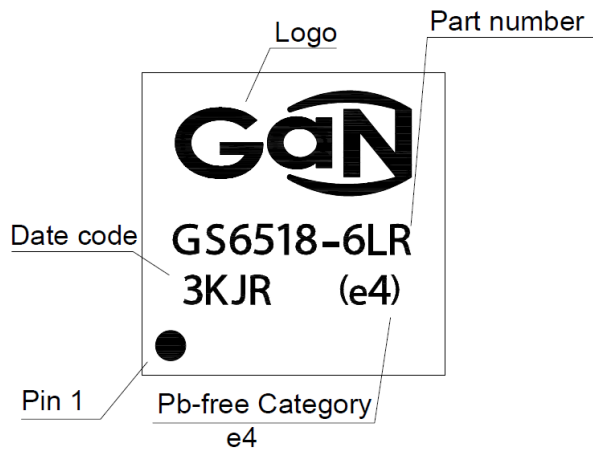 Logo
Part number
GaN
Date code
GS6518-6LR
3KJR (e4)
Pin 1
Pb-free Category
e4